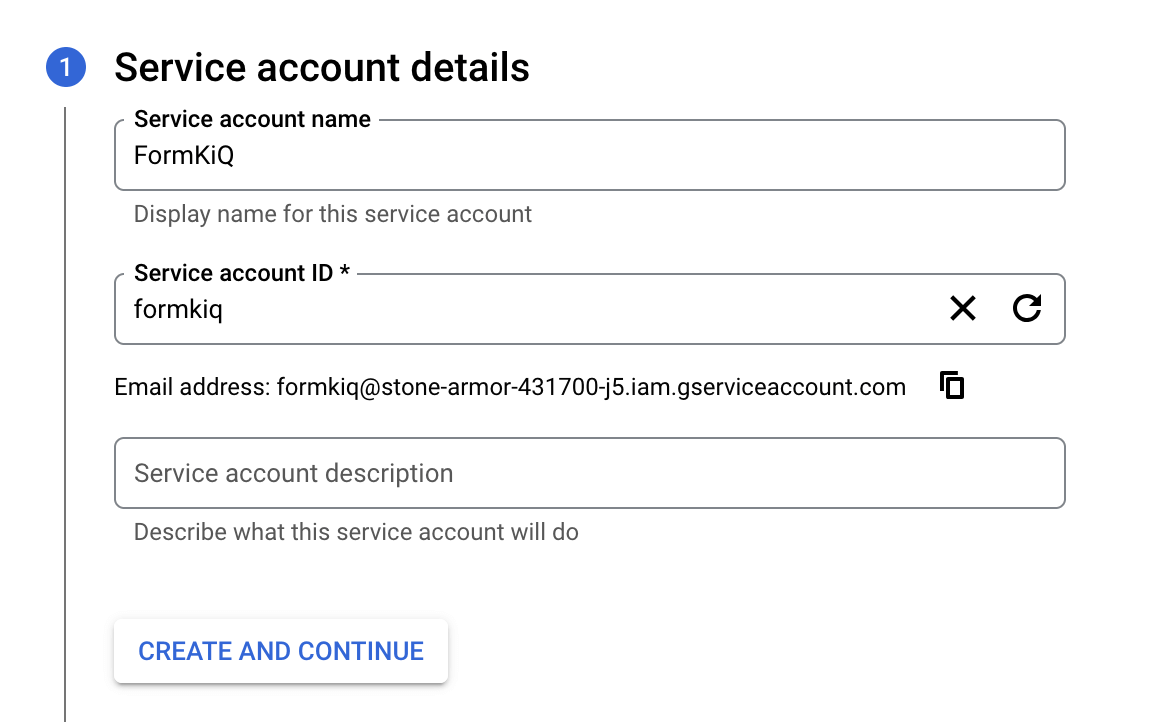 1 Service account details
Service account name
FormKiQ
Display name for this service account
Service account ID *
formkiq
Email address: formkiq@stone-armor-431700-j5.iam.gserviceaccount.com
Service account description
Describe what this service account will do
CREATE AND CONTINUE